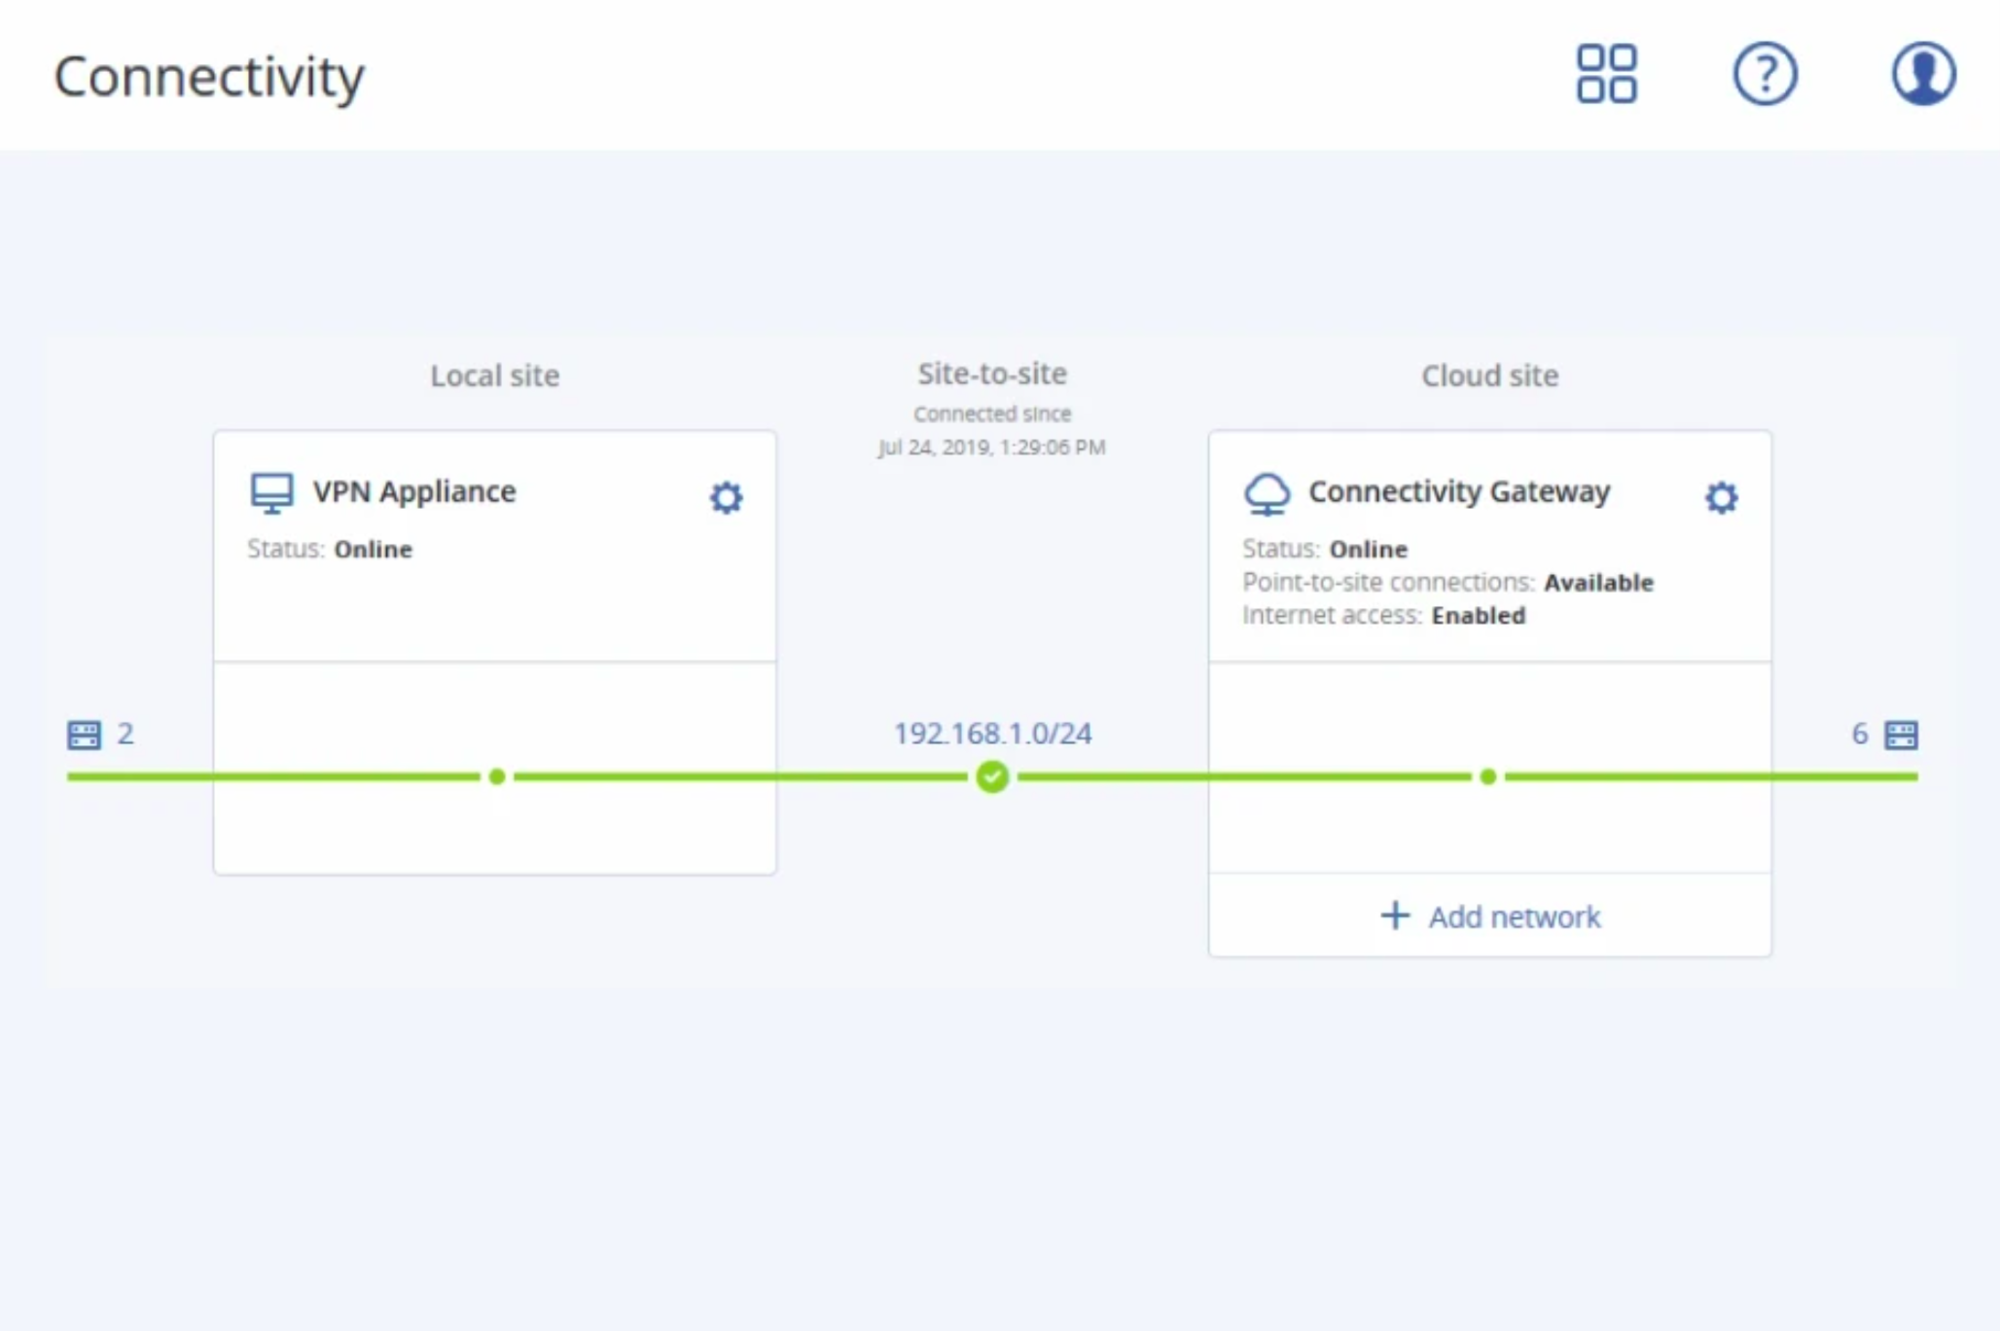 Connectivity
Local site
Site-to-site
Connected since
Jul 24, 2019, 1:29:06 PM
Cloud site
VPN Appliance
Status: Online
Connectivity Gateway
Status: Online
Point-to-site connections: Available
Internet access: Enabled
2
192.168.1.0/24
6
+ Add network